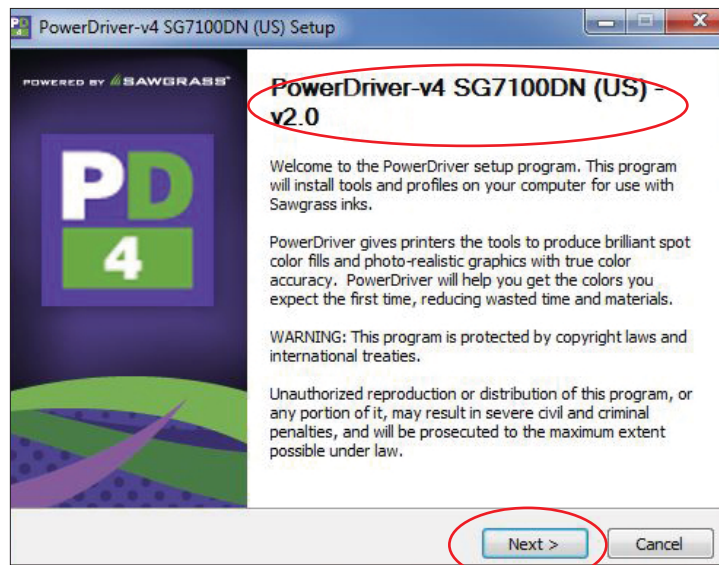 PowerDriver-v4 SG7100DN (US) Setup
POWERED BY SAWGRASS®
PD
4
PowerDriver-v4 SG7100DN (US) -
v2.0
Welcome to the PowerDriver setup program. This program
will install tools and profiles on your computer for use with
Sawgrass inks.
PowerDriver gives printers the tools to produce brilliant spot
color fills and photo-realistic graphics with true color
accuracy.  PowerDriver will help you get the colors you
expect the first time, reducing wasted time and materials.
WARNING: This program is protected by copyright laws and
international treaties.
Unauthorized reproduction or distribution of this program, or
any portion of it, may result in severe civil and criminal
penalties, and will be prosecuted to the maximum extent
possible under law.
Next >
Cancel